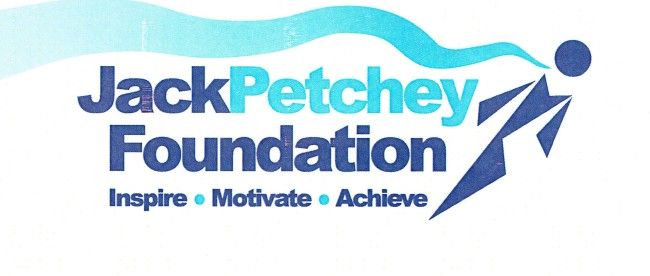 JackPetchey
Foundation
Inspire • Motivate • Achieve